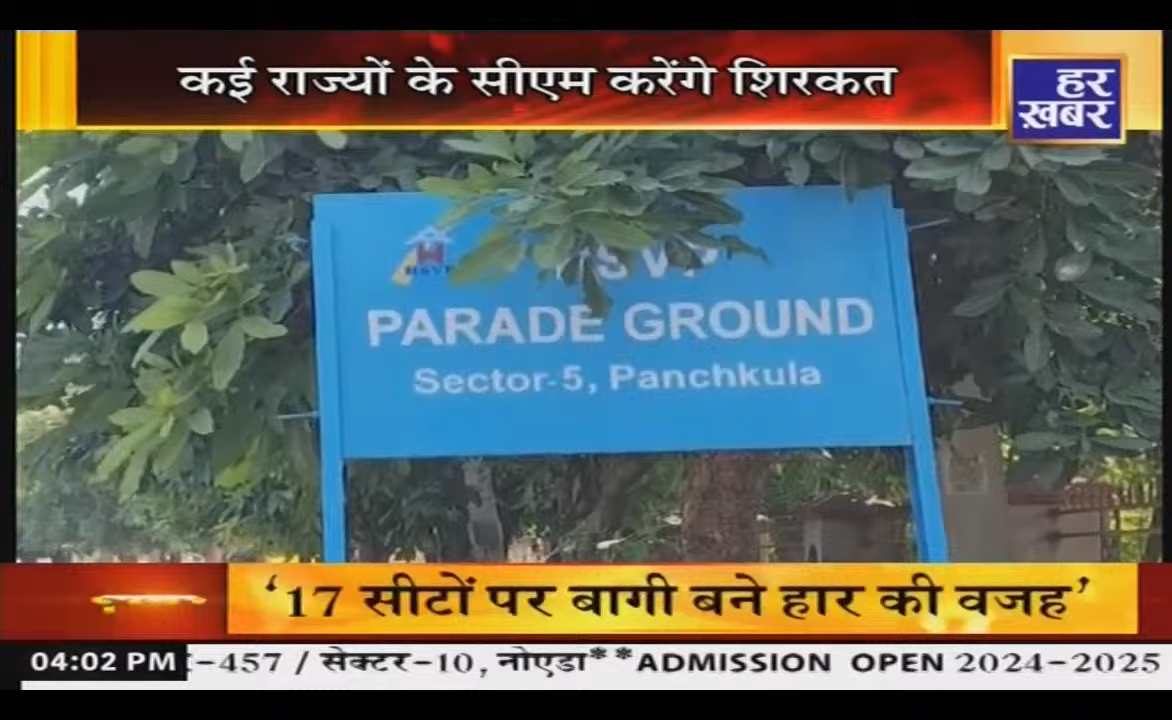 कई राज्यों के सीएम करेंगे शिरकत
हर
ख़बर
HSVP
PARADE GROUND
Sector-5, Panchkula
‘17 सीटों पर बागी बने हार की वजह’
04:02 PM
-457 / सेक्टर-10, नोएडा**ADMISSION OPEN 2024-2025